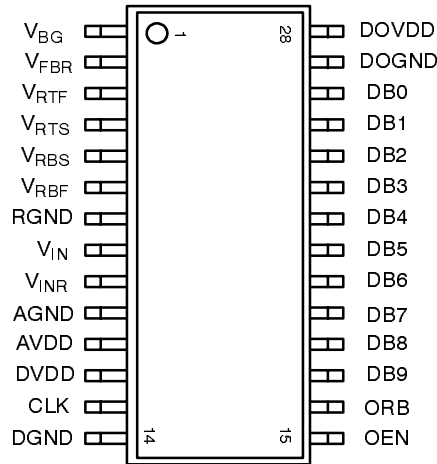 VBG 1 28 DOVDD
VFBR DOGND
VRTF DB0
VRTS DB1
VRBS DB2
VRBF DB3
RGND DB4
VIN DB5
VINR DB6
AGND DB7
AVDD DB8
DVDD DB9
CLK ORB
DGND 14 15 OEN